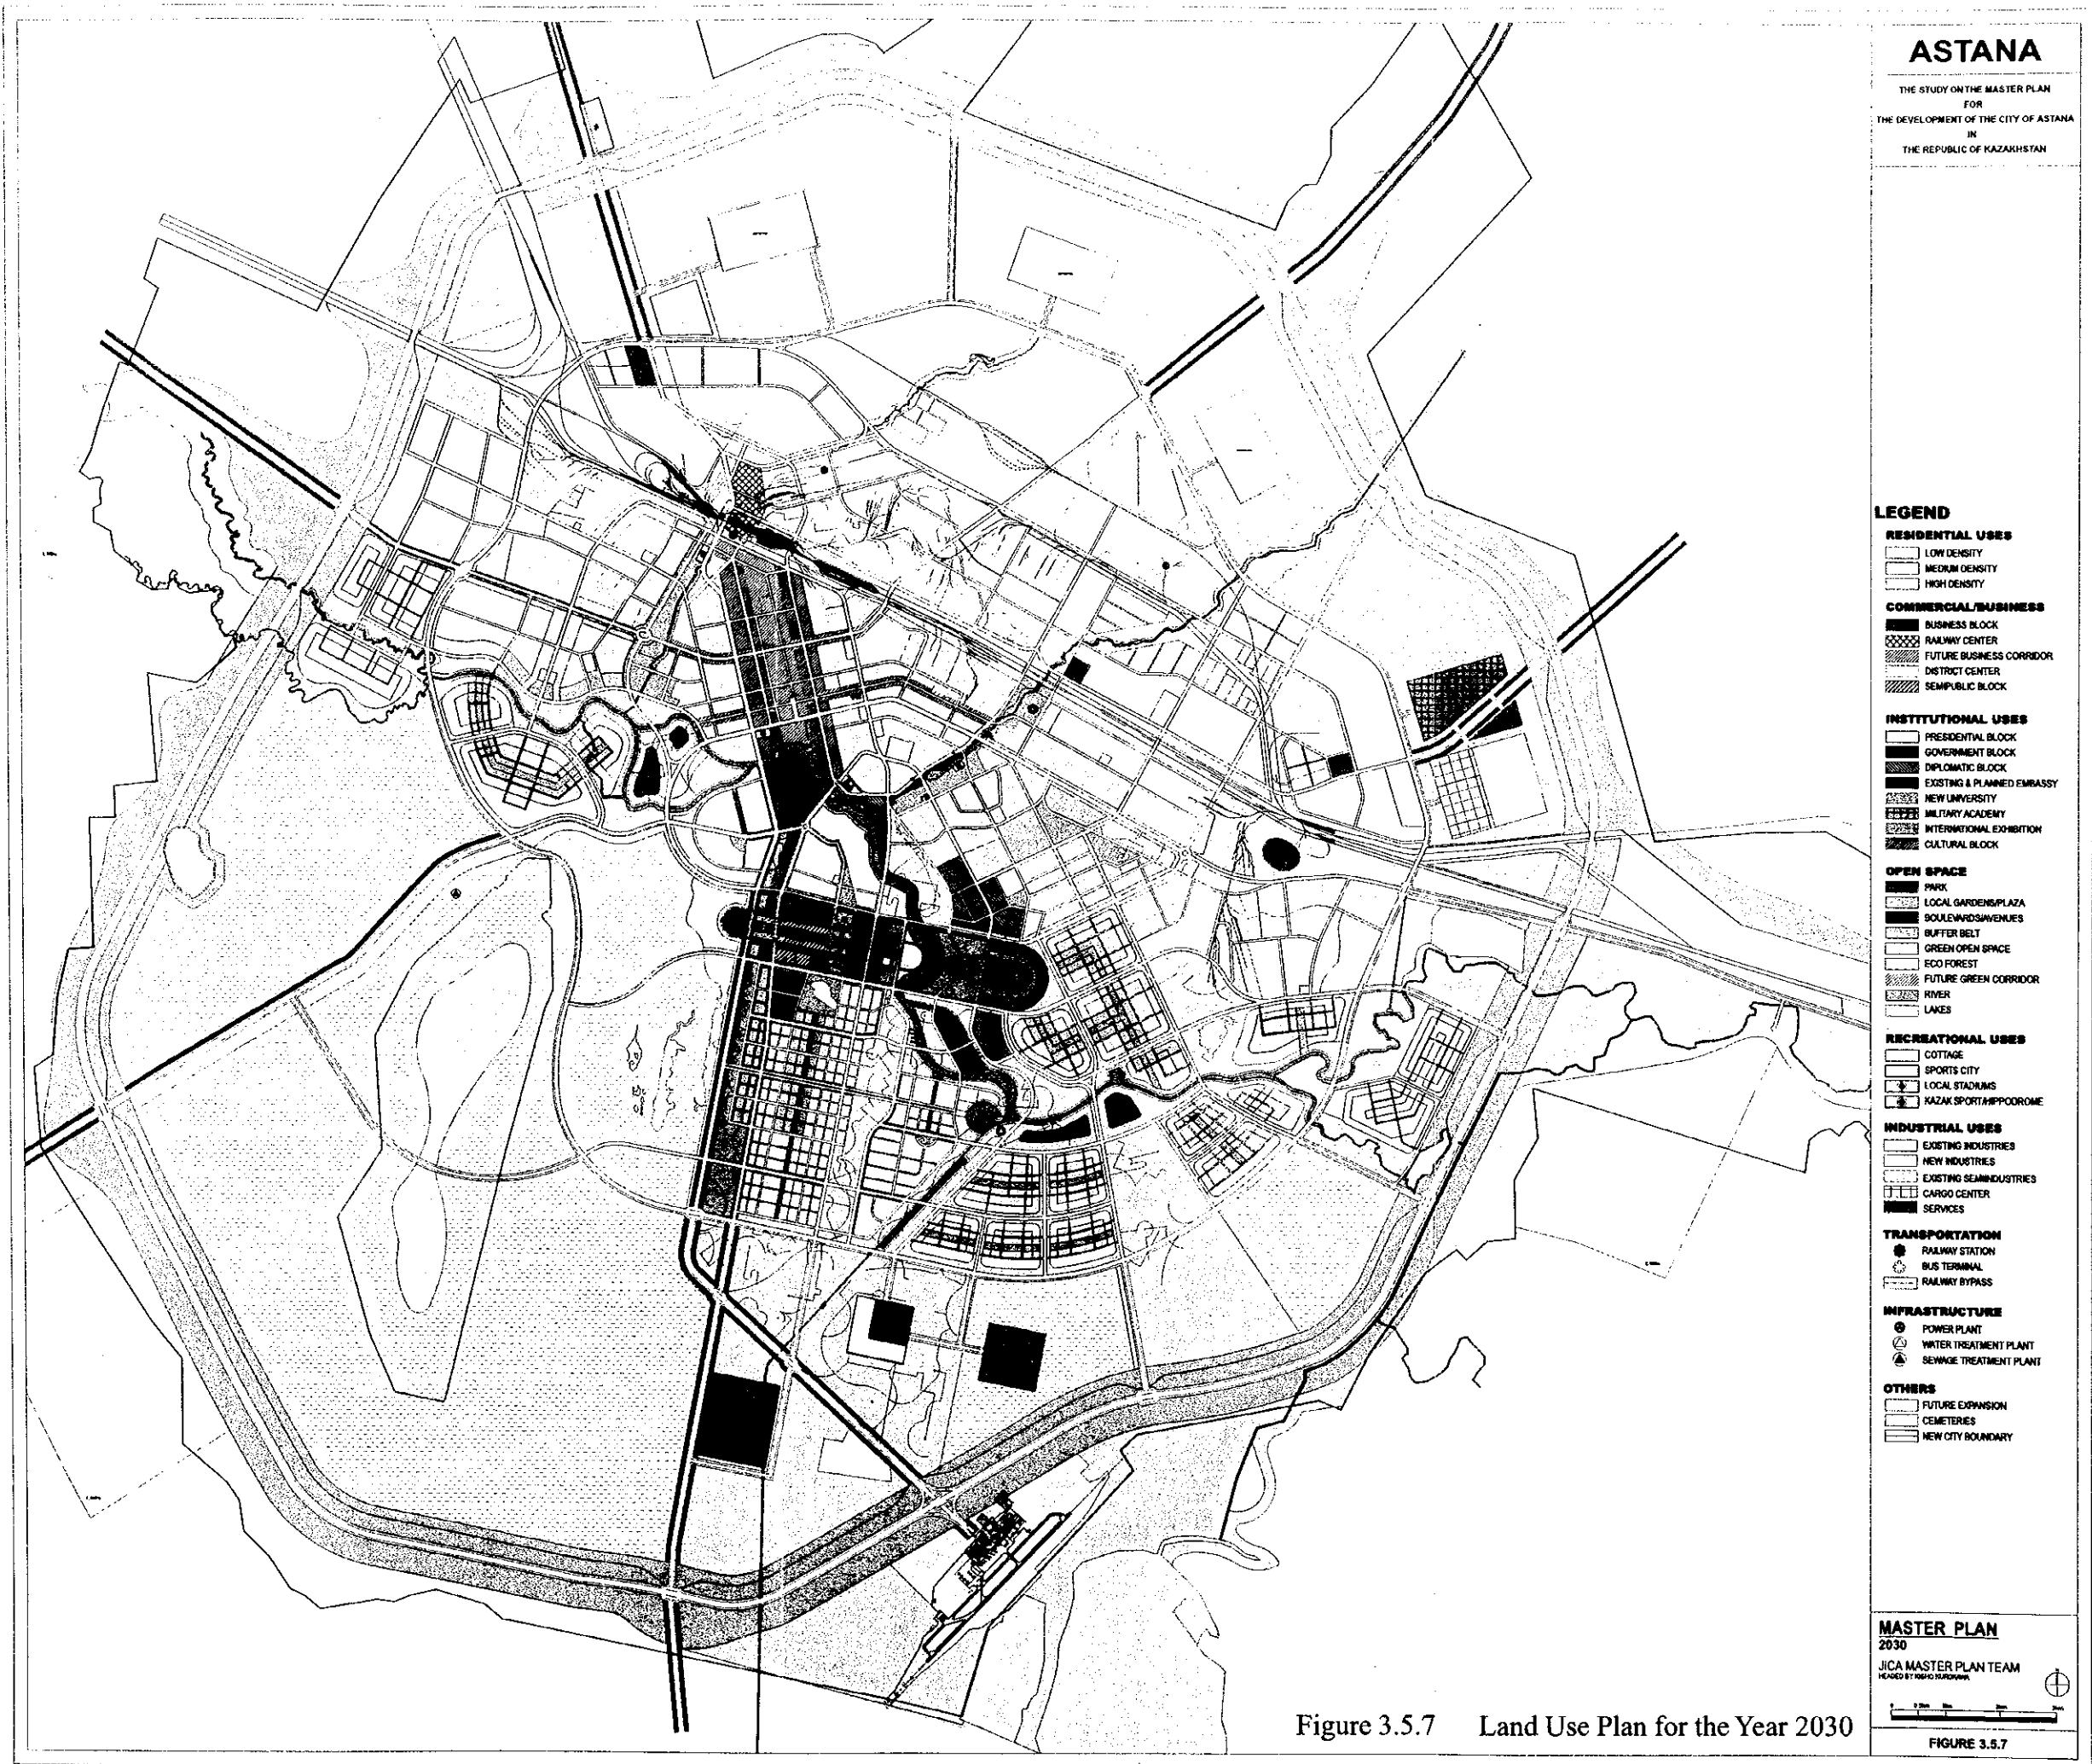 ASTANA
THE STUDY ON THE MASTER PLAN
FOR
THE DEVELOPMENT OF THE CITY OF ASTANA
IN
THE REPUBLIC OF KAZAKHSTAN
LEGEND
RESIDENTIAL USES
LOW DENSITY
MEDIUM DENSITY
HIGH DENSITY
COMMERCIAL/BUSINESS
BUSINESS BLOCK
RAILWAY CENTER
FUTURE BUSINESS CORRIDOR
DISTRICT CENTER
SEMIPUBLIC BLOCK
INSTITUTIONAL USES
PRESIDENTIAL BLOCK
GOVERNMENT BLOCK
DIPLOMATIC BLOCK
EXISTING & PLANNED EMBASSY
NEW UNIVERSITY
MILITARY ACADEMY
INTERNATIONAL EXHIBITION
CULTURAL BLOCK
OPEN SPACE
PARK
LOCAL GARDENS/PLAZA
BOULEVARDS/AVENUES
BUFFER BELT
GREEN OPEN SPACE
ECO FOREST
FUTURE GREEN CORRIDOR
RIVER
LAKES
RECREATIONAL USES
COTTAGE
SPORTS CITY
LOCAL STADIUMS
KAZAK SPORT/HIPPODROME
INDUSTRIAL USES
EXISTING INDUSTRIES
NEW INDUSTRIES
EXISTING SEMIINDUSTRIES
CARGO CENTER
SERVICES
TRANSPORTATION
RAILWAY STATION
BUS TERMINAL
RAILWAY BYPASS
INFRASTRUCTURE
POWER PLANT
WATER TREATMENT PLANT
SEWAGE TREATMENT PLANT
OTHERS
FUTURE EXPANSION
CEMETERIES
NEW CITY BOUNDARY
MASTER PLAN
2030
JICA MASTER PLAN TEAM
HEADED BY KISHO KUROKAWA
Figure 3.5.7 Land Use Plan for the Year 2030
FIGURE 3.5.7